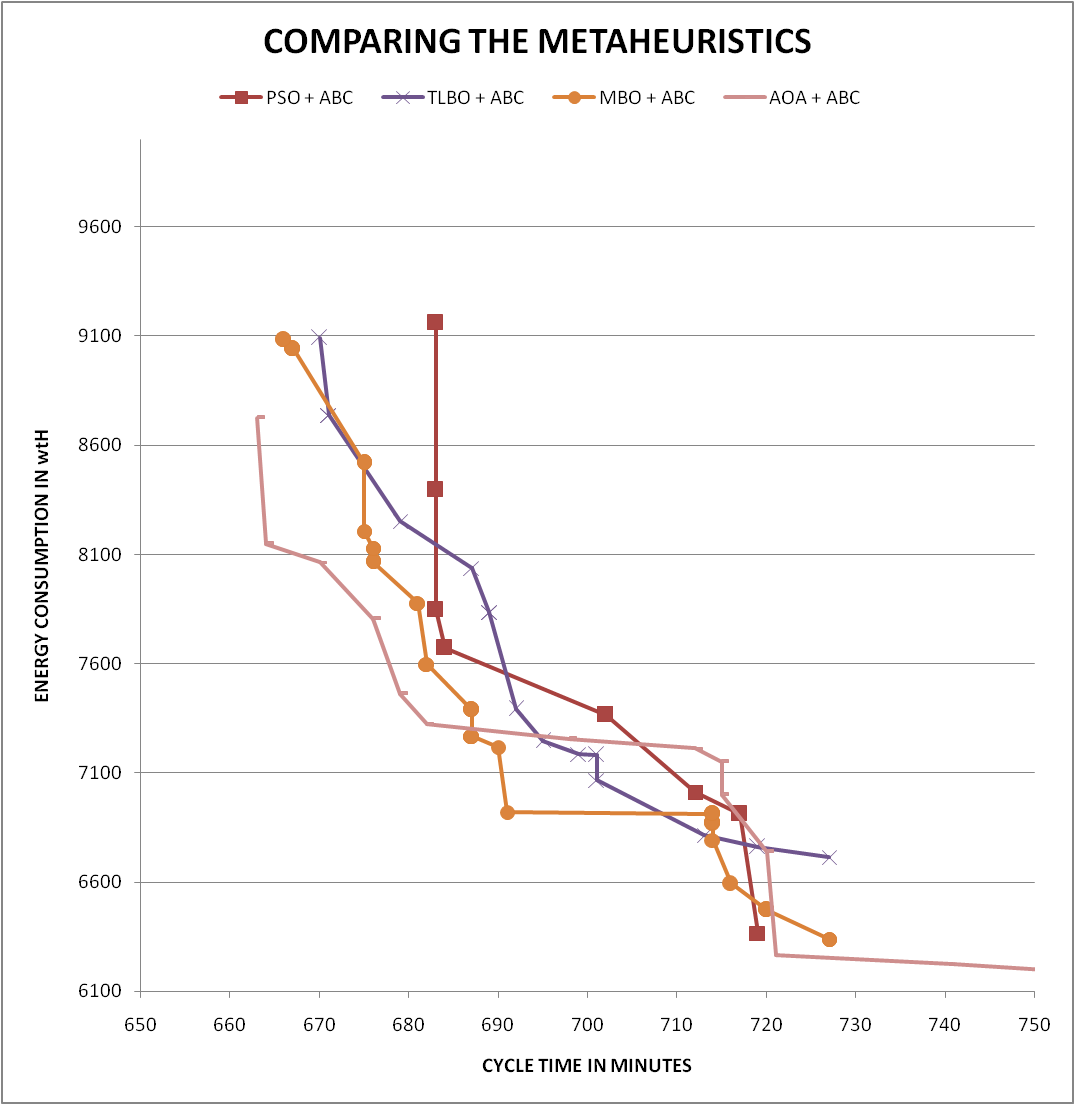 COMPARING THE METAHEURISTICS
PSO + ABC TLBO + ABC MBO + ABC AOA + ABC
9600
9100
8600
8100
7600
7100
6600
6100
ENERGY CONSUMPTION IN wtH
650 660 670 680 690 700 710 720 730 740 750
CYCLE TIME IN MINUTES